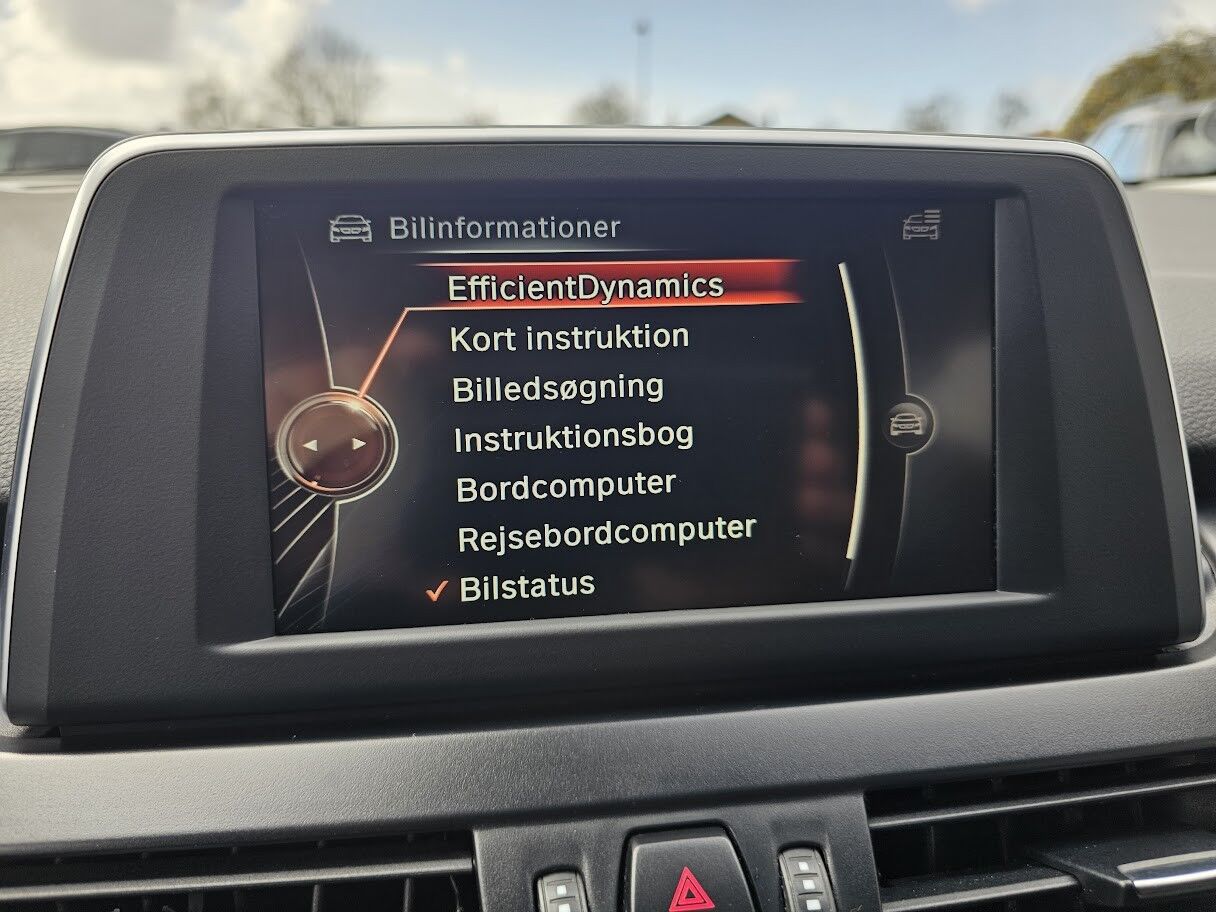 Bilinformationer
EfficientDynamics
Kort instruktion
Billedsøgning
Instruktionsbog
Bordcomputer
Rejsebordcomputer
Bilstatus